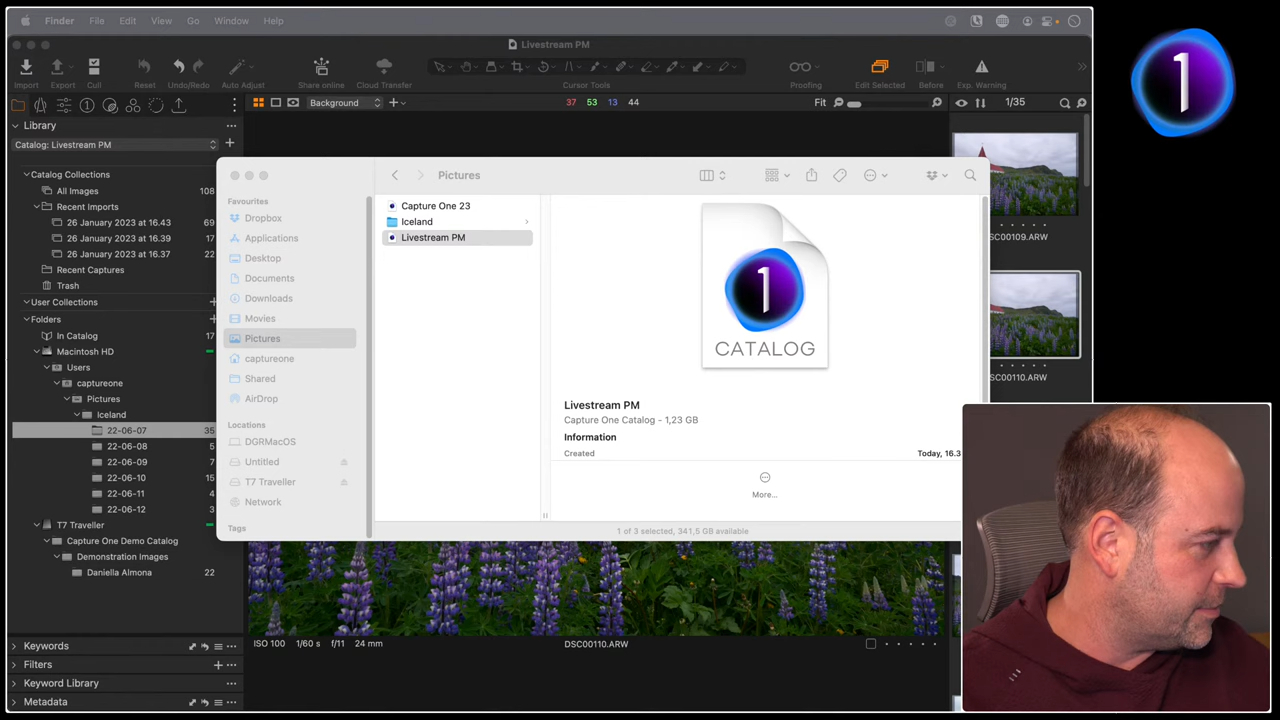 Finder File Edit View Go Window Help
Livestream PM
Import Export Cull Reset Undo/Redo Auto Adjust Share online Cloud Transfer Cursor Tools Proofing Edit Selected Before Exp. Warning
Background 37 53 13 44 Fit 1/35
Library
Catalog: Livestream PM
Catalog Collections
All Images 108
Recent Imports
26 January 2023 at 16.43 69
26 January 2023 at 16.39 17
26 January 2023 at 16.37 22
Recent Captures
Trash
User Collections
Folders
In Catalog 17
Macintosh HD
Users
captureone
Pictures
Iceland
22-06-07 35
22-06-08 5
22-06-09 7
22-06-10 15
22-06-11 4
22-06-12 3
T7 Traveller
Capture One Demo Catalog
Demonstration Images
Daniella Almona 22
Keywords
Filters
Keyword Library
Metadata
Pictures
Favourites
Dropbox
Applications
Desktop
Documents
Downloads
Movies
Pictures
captureone
Shared
AirDrop
Locations
DGRMacOS
Untitled
T7 Traveller
Network
Tags
Capture One 23
Iceland
Livestream PM
1
CATALOG
Livestream PM
Capture One Catalog - 1,23 GB
Information
Created Today, 16.3
More...
1 of 3 selected, 341,5 GB available
ISO 100 1/60 s f/11 24 mm DSC00110.ARW
DSC00109.ARW
DSC00110.ARW
1